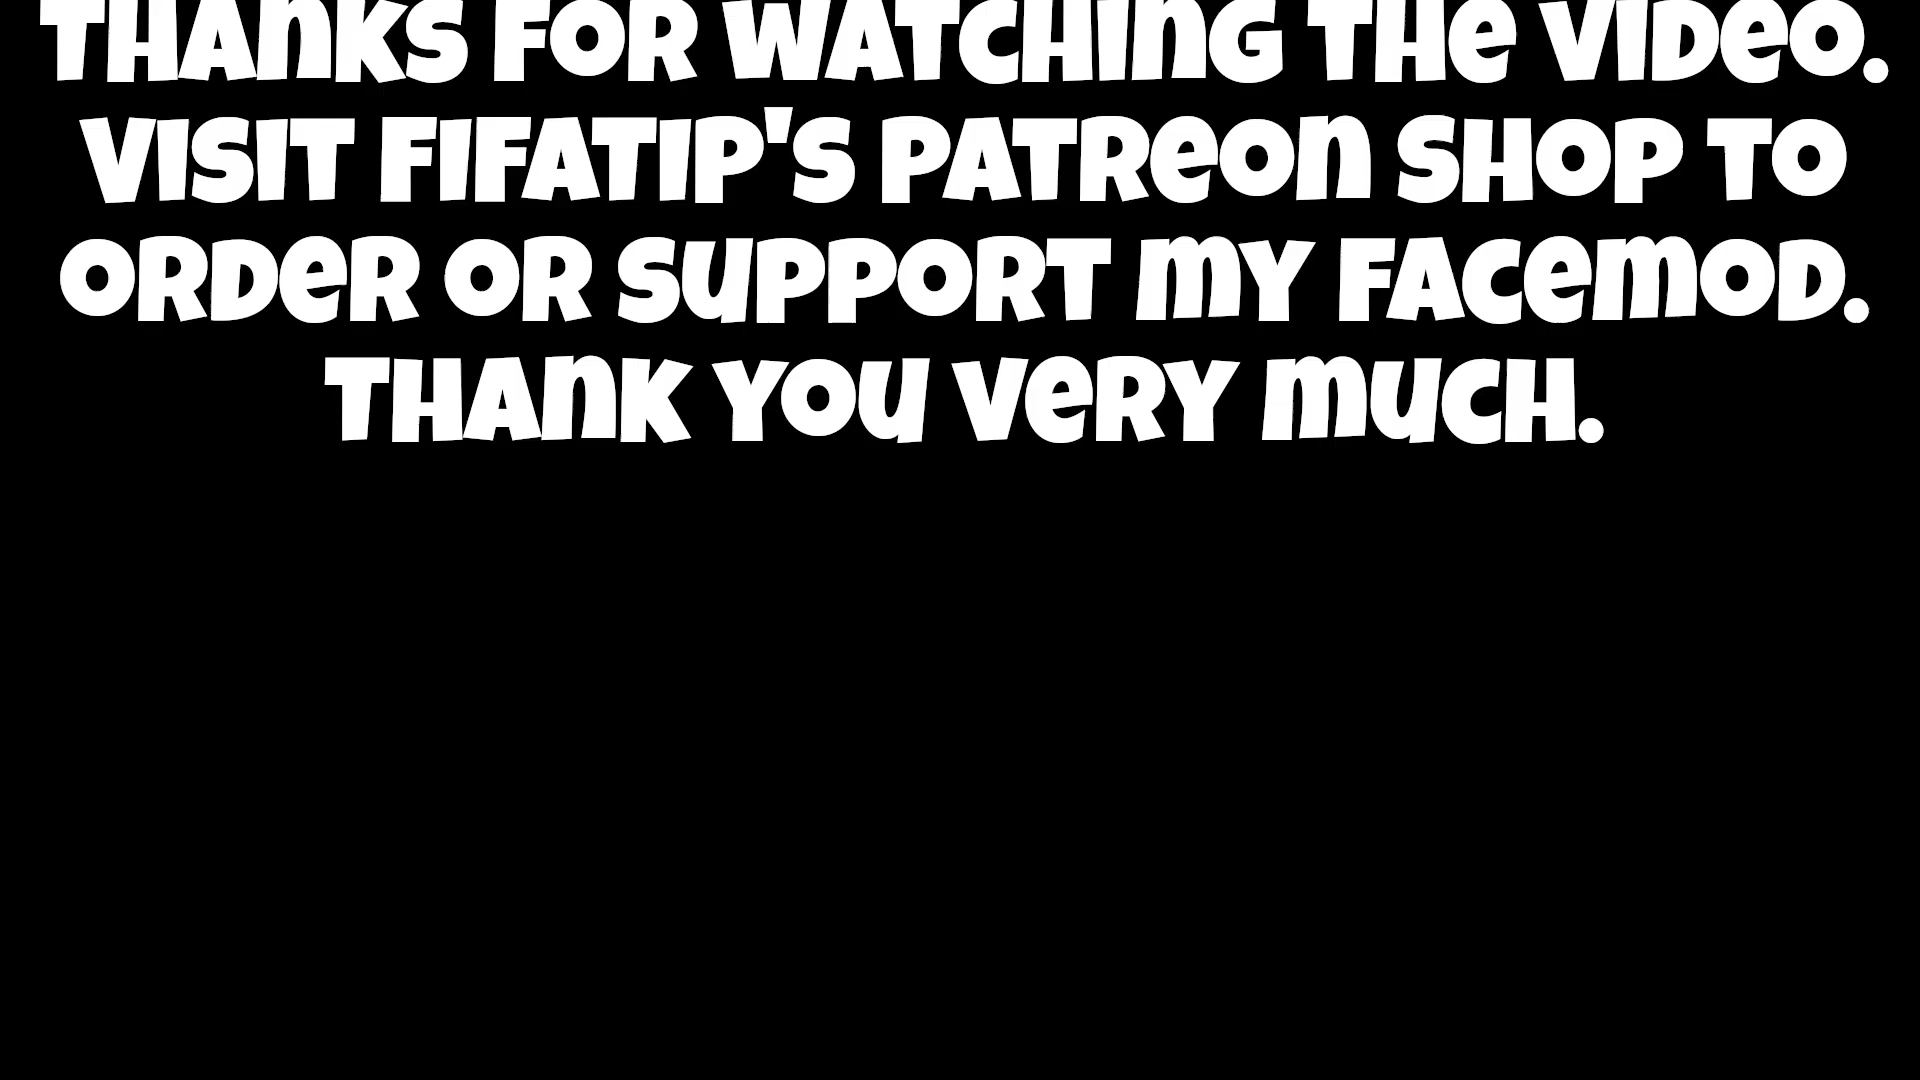 THANKS FOR WATCHING THE VIDEO.
VISIT FIFATIP'S PATREON SHOP TO
ORDER OR SUPPORT MY FACEMOD.
THANK YOU VERY MUCH.